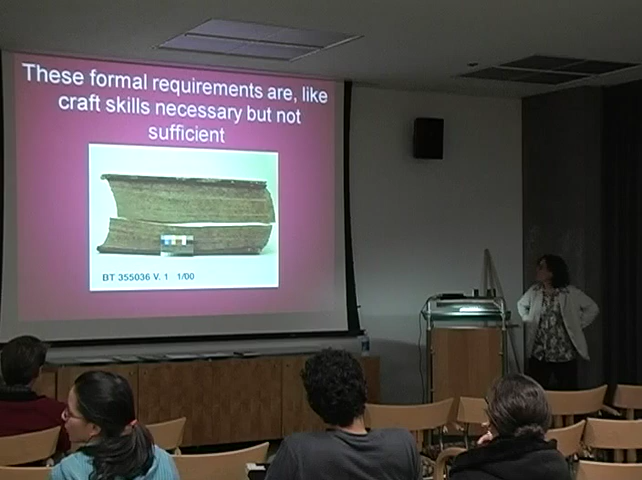 These formal requirements are, like
craft skills necessary but not
sufficient
BT 355036 V. 1 1/00